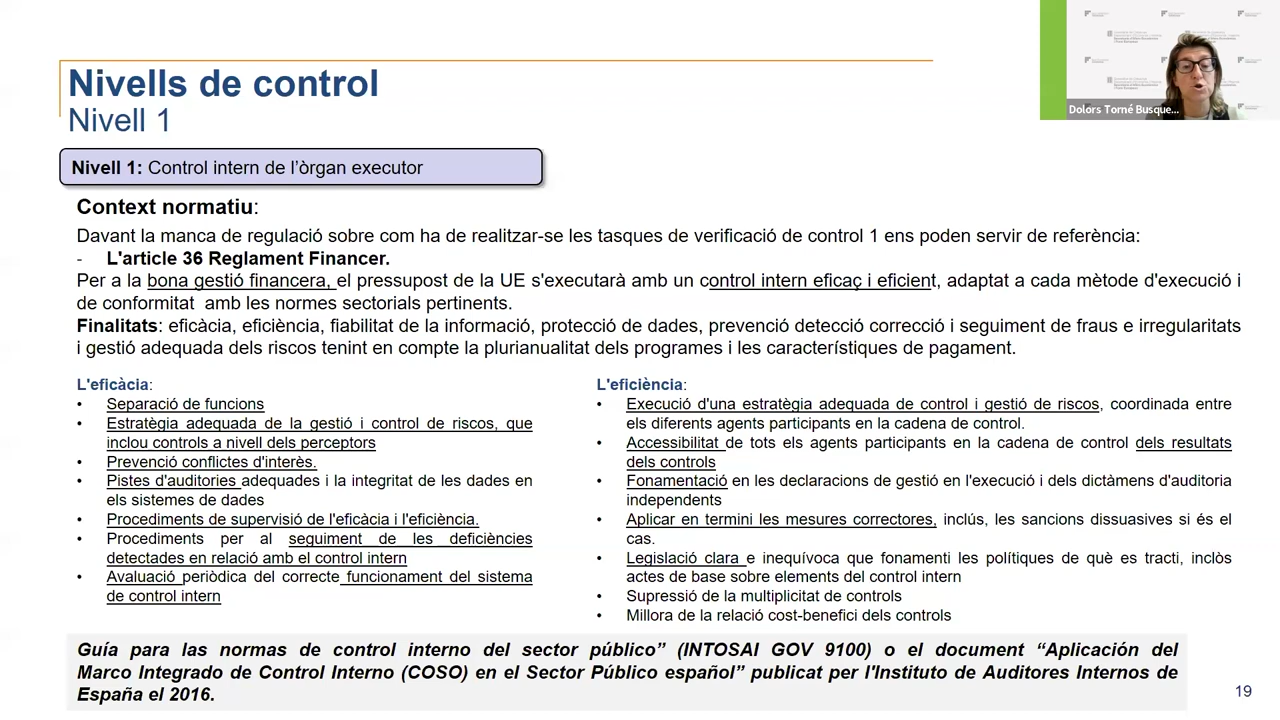 Nivells de control
Nivell 1
Dolors Torné Busque...
Nivell 1: Control intern de l'òrgan executor
Context normatiu:
Davant la manca de regulació sobre com ha de realitzar-se les tasques de verificació de control 1 ens poden servir de referència:
- L'article 36 Reglament Financer.
Per a la bona gestió financera, el pressupost de la UE s'executarà amb un control intern eficaç i eficient, adaptat a cada mètode d'execució i
de conformitat amb les normes sectorials pertinents.
Finalitats: eficàcia, eficiència, fiabilitat de la informació, protecció de dades, prevenció detecció correcció i seguiment de fraus e irregularitats
i gestió adequada dels riscos tenint en compte la plurianualitat dels programes i les característiques de pagament.
L'eficàcia:
• Separació de funcions
• Estratègia adequada de la gestió i control de riscos, que
inclou controls a nivell dels perceptors
• Prevenció conflictes d'interès.
• Pistes d'auditories adequades i la integritat de les dades en
els sistemes de dades
• Procediments de supervisió de l'eficàcia i l'eficiència.
• Procediments per al seguiment de les deficiències
detectades en relació amb el control intern
• Avaluació periòdica del correcte funcionament del sistema
de control intern
L'eficiència:
• Execució d'una estratègia adequada de control i gestió de riscos, coordinada entre
els diferents agents participants en la cadena de control.
• Accessibilitat de tots els agents participants en la cadena de control dels resultats
dels controls
• Fonamentació en les declaracions de gestió en l'execució i dels dictàmens d'auditoria
independents
• Aplicar en termini les mesures correctores, inclús, les sancions dissuasives si és el
cas.
• Legislació clara e inequívoca que fonamenti les polítiques de què es tracti, inclòs
actes de base sobre elements del control intern
• Supressió de la multiplicitat de controls
• Millora de la relació cost-benefici dels controls
Guía para las normas de control interno del sector público” (INTOSAI GOV 9100) o el document “Aplicación del
Marco Integrado de Control Interno (COSO) en el Sector Público español” publicat per l'Instituto de Auditores Internos de
España el 2016.
19